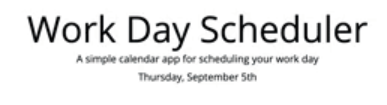 Work Day Scheduler
A simple calendar app for scheduling your work day
Thursday, September 5th